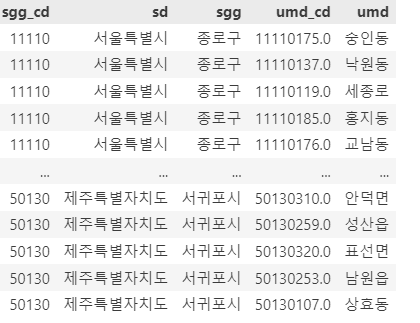 sgg_cd sd sgg umd_cd umd
11110 서울특별시 종로구 11110175.0 숭인동
11110 서울특별시 종로구 11110137.0 낙원동
11110 서울특별시 종로구 11110119.0 세종로
11110 서울특별시 종로구 11110185.0 홍지동
11110 서울특별시 종로구 11110176.0 교남동
... ... ... ... ...
50130 제주특별자치도 서귀포시 50130310.0 안덕면
50130 제주특별자치도 서귀포시 50130259.0 성산읍
50130 제주특별자치도 서귀포시 50130320.0 표선면
50130 제주특별자치도 서귀포시 50130253.0 남원읍
50130 제주특별자치도 서귀포시 50130107.0 상효동